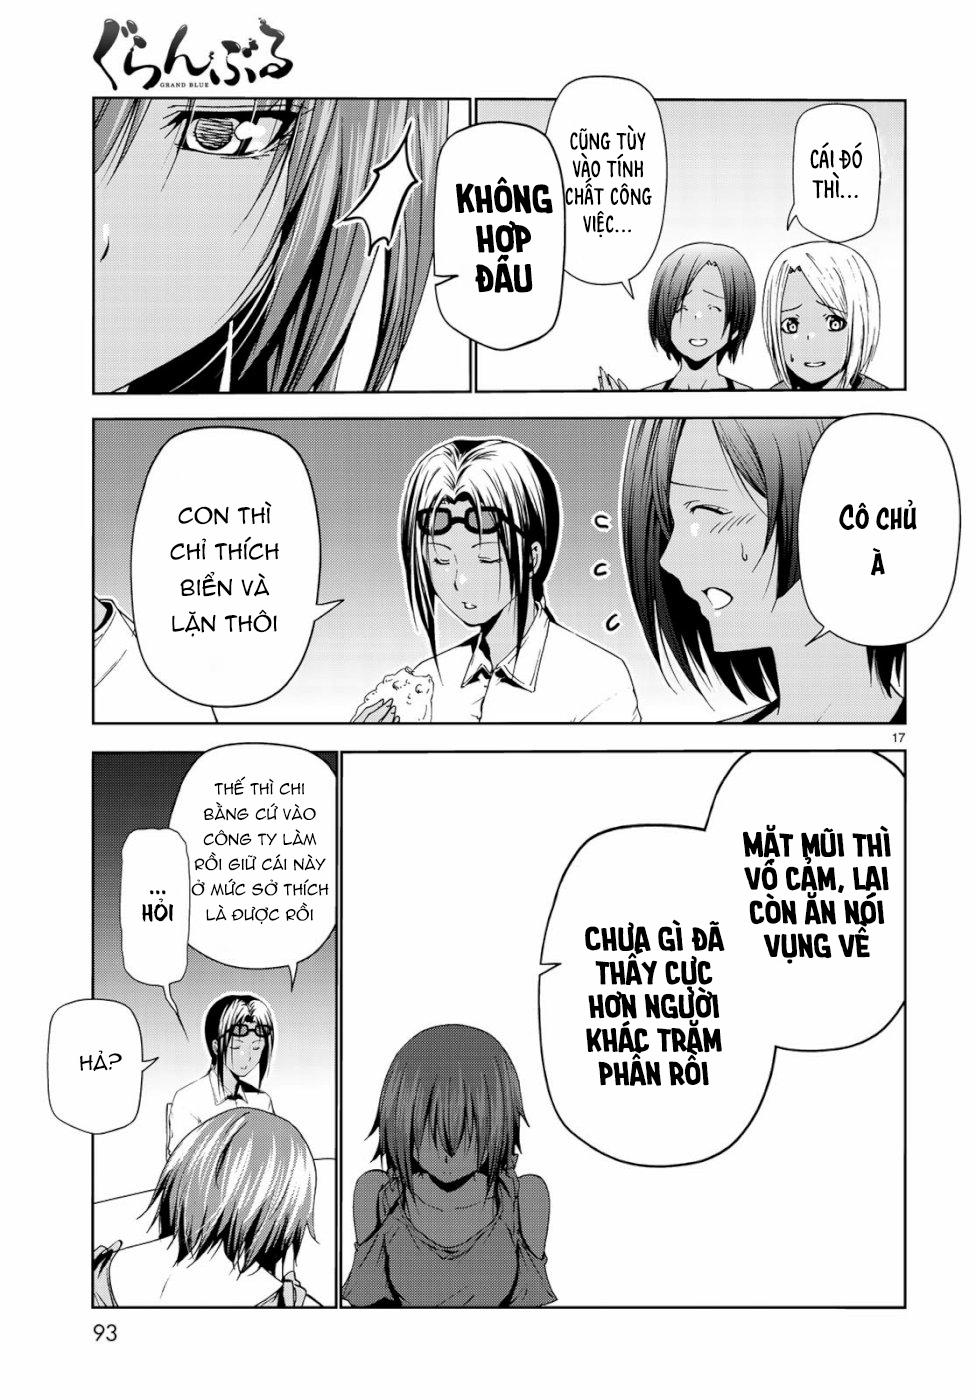 ぐらんぶる
GRAND BLUE
CÁI ĐÓ
THÌ...
CŨNG TÙY
VÀO TÍNH
CHẤT CÔNG
VIỆC...
KHÔNG
HỢP
ĐÂU
CÔ CHỦ
À
CON THÌ
CHỈ THÍCH
BIỂN VÀ
LẶN THÔI
17
MẶT MŨI THÌ
VÔ CẢM, LẠI
CÒN ĂN NÓI
VỤNG VỀ
CHƯA GÌ ĐÃ
THẤY CỰC
HƠN NGƯỜI
KHÁC TRĂM
PHẦN RỒI
THẾ THÌ CHI
BẰNG CỨ VÀO
CÔNG TY LÀM
RỒI GIỮ CÁI NÀY
Ở MỨC SỞ THÍCH
LÀ ĐƯỢC RỒI
...
HỎI
HẢ?
93